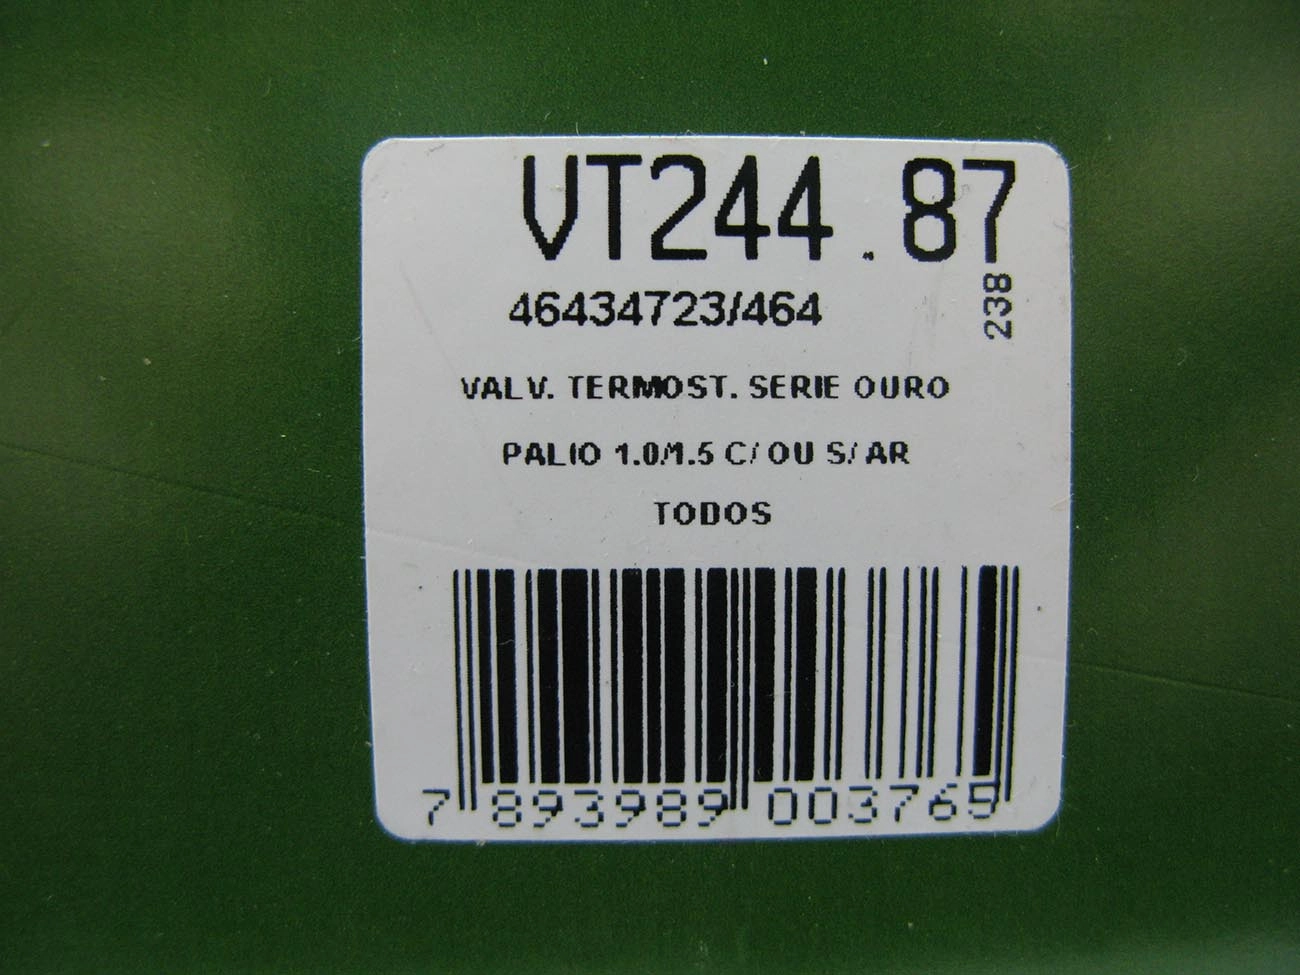 VT244.87
238
46434723/464
VALV. TERMOST. SERIE OURO
PALIO 1.0/1.5 C/ OU S/ AR
TODOS
7 893989 003765